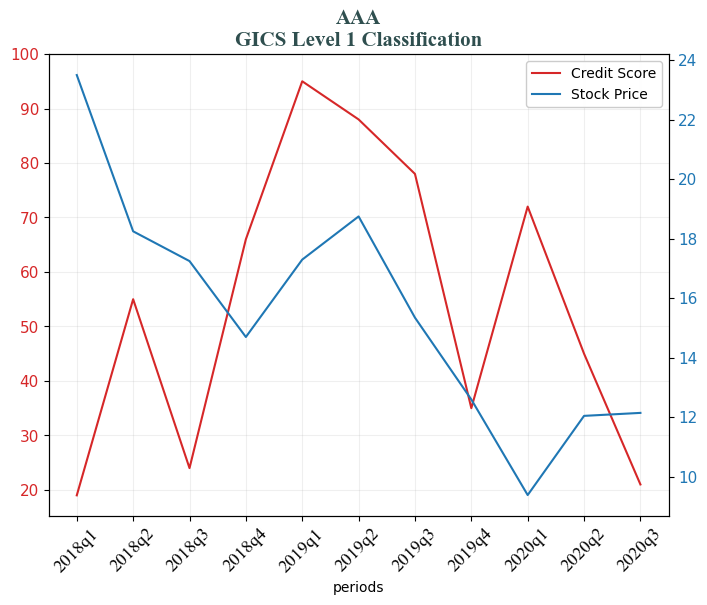 AAA
GICS Level 1 Classification
Credit Score
Stock Price
100
90
80
70
60
50
40
30
20
24
22
20
18
16
14
12
10
2018q1
2018q2
2018q3
2018q4
2019q1
2019q2
2019q3
2019q4
2020q1
2020q2
2020q3
periods